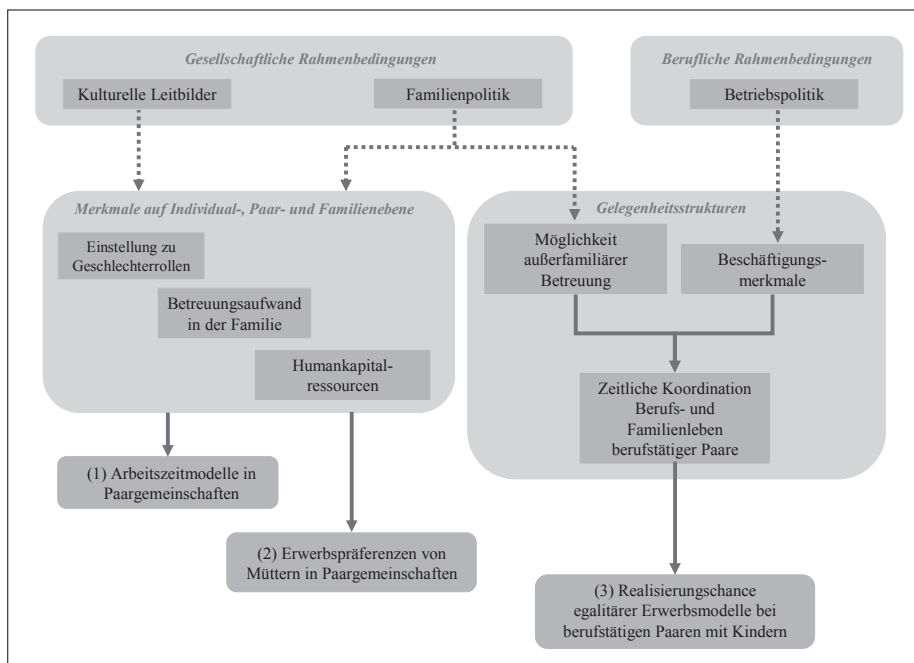 Gesellschaftliche Rahmenbedingungen
Kulturelle Leitbilder
Familienpolitik
Berufliche Rahmenbedingungen
Betriebspolitik
Merkmale auf Individual-, Paar- und Familienebene
Einstellung zu
Geschlechterrollen
Betreuungsaufwand
in der Familie
Humankapital-
ressourcen
Gelegenheitsstrukturen
Möglichkeit
außerfamiliärer
Betreuung
Beschäftigungs-
merkmale
Zeitliche Koordination
Berufs- und
Familienleben
berufstätiger Paare
(1) Arbeitszeitmodelle in
Paargemeinschaften
(2) Erwerbspräferenzen von
Müttern in Paargemeinschaften
(3) Realisierungschance
egalitärer Erwerbsmodelle bei
berufstätigen Paaren mit Kindern